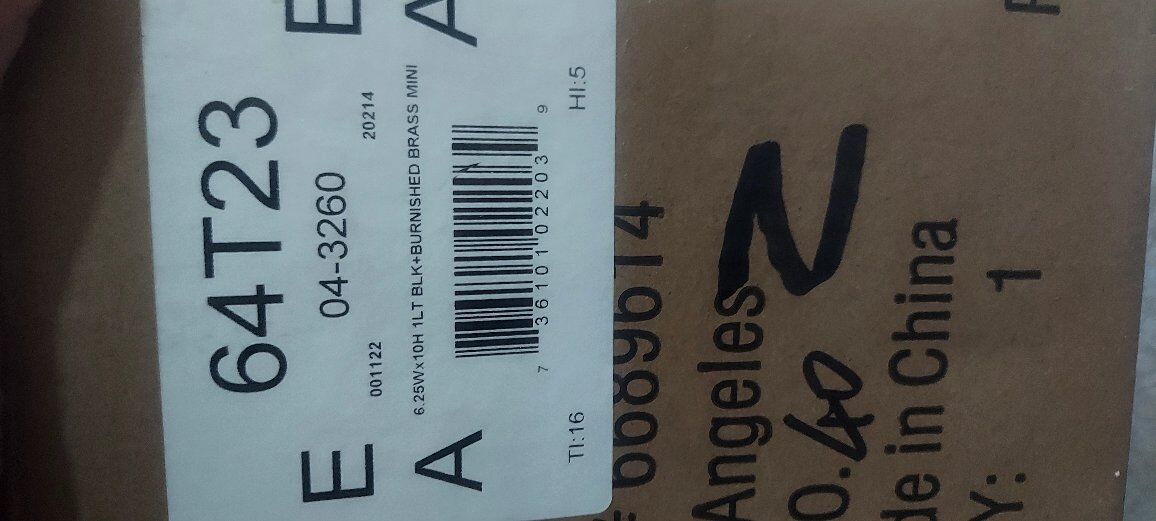 64T23
E 04-3260 E
001122 20214
6.25Wx10H 1LT BLK+BURNISHED BRASS MINI
A A
7 36101 02203 9
TI:16 HI:5
Angeles Z
O. 40
de in China
Y: 1